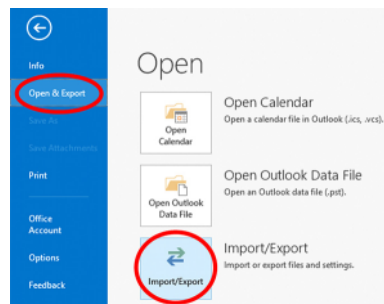 Info
Open & Export
Save As
Save Attachments
Print
Office
Account
Options
Feedback
Open
Open
Calendar
Open Calendar
Open a calendar file in Outlook (.ics, .vcs).
Open Outlook
Data File
Open Outlook Data File
Open an Outlook data file (.pst).
Import/Export
Import/Export
Import or export files and settings.